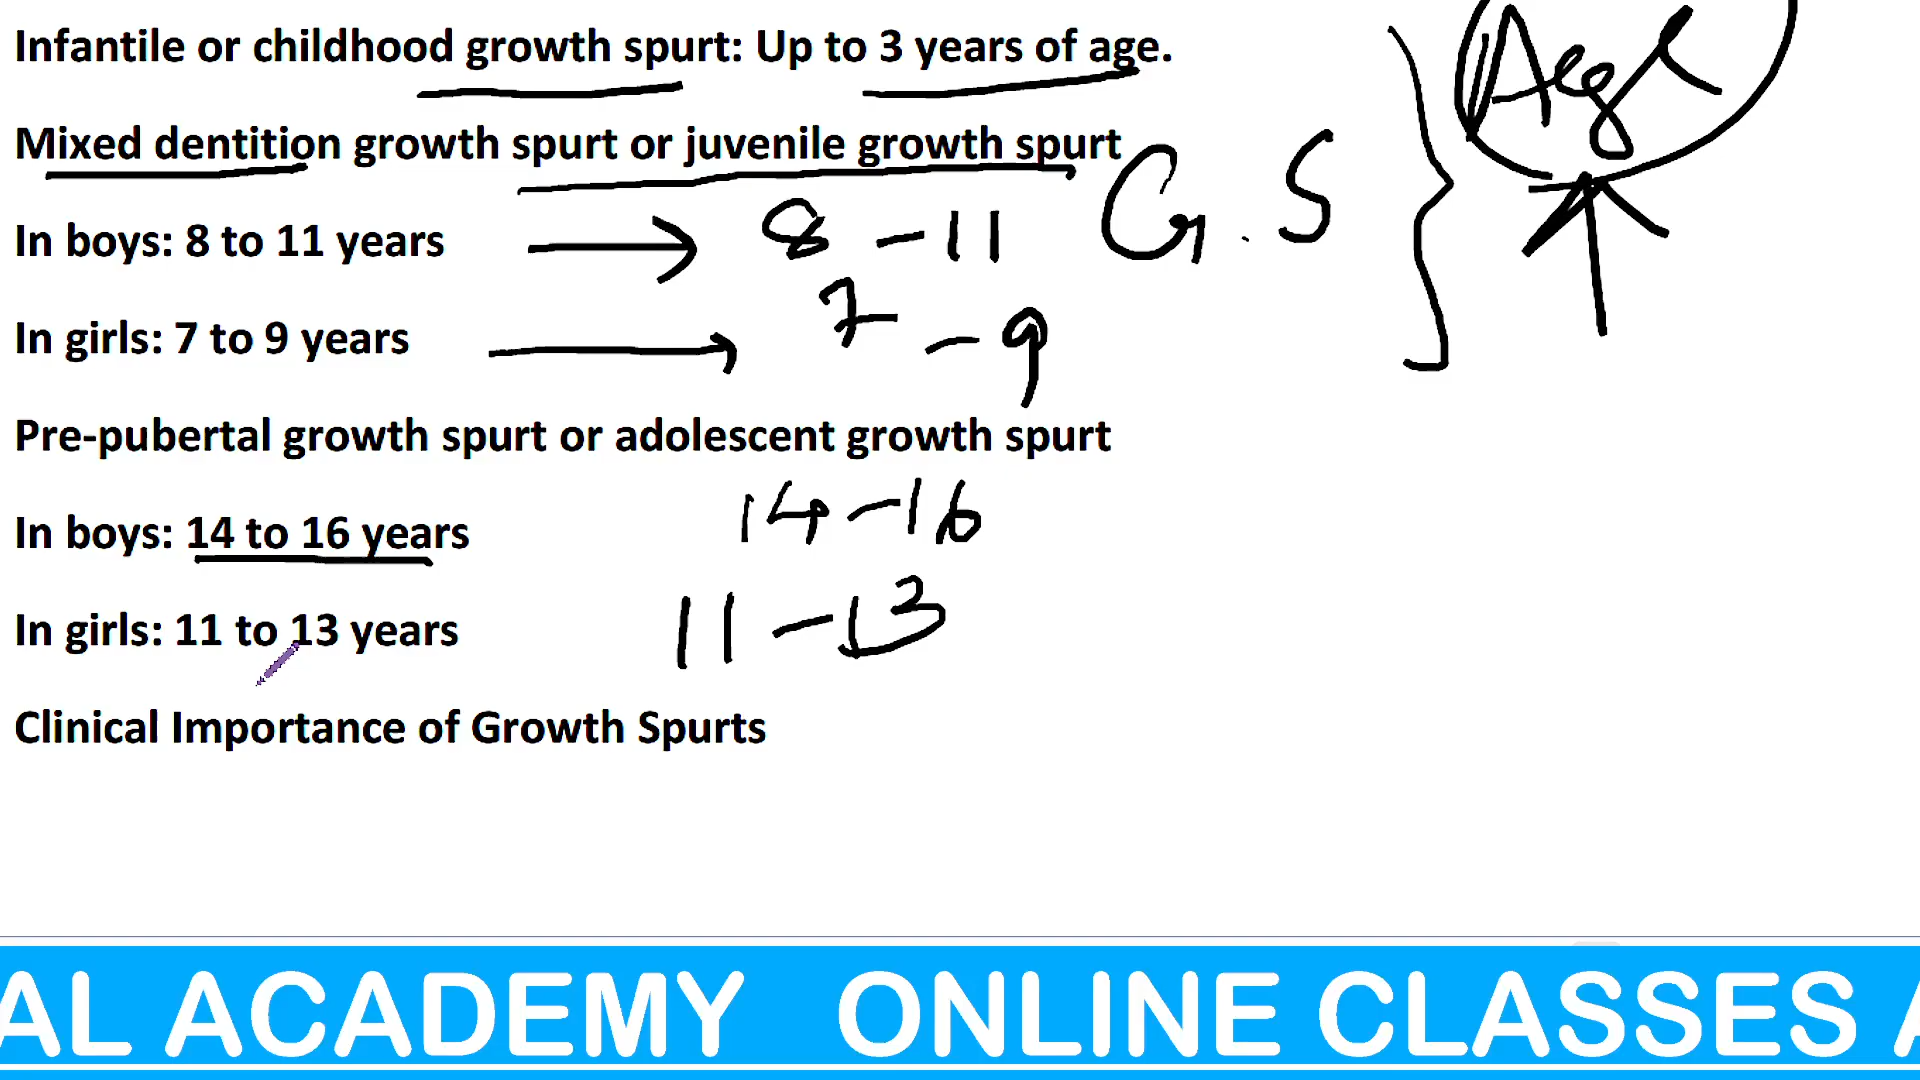 Infantile or childhood growth spurt: Up to 3 years of age.
Age
Mixed dentition growth spurt or juvenile growth spurt
G.S
In boys: 8 to 11 years 8 - 11
In girls: 7 to 9 years 7 - 9
Pre-pubertal growth spurt or adolescent growth spurt
In boys: 14 to 16 years 14 - 16
In girls: 11 to 13 years 11 - 13
Clinical Importance of Growth Spurts
AL ACADEMY ONLINE CLASSES A